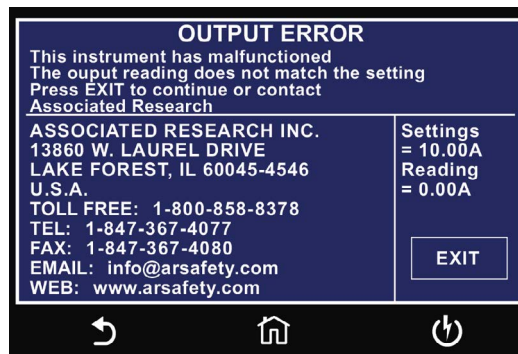 OUTPUT ERROR
This instrument has malfunctioned
The ouput reading does not match the setting
Press EXIT to continue or contact
Associated Research
ASSOCIATED RESEARCH INC.
13860 W. LAUREL DRIVE
LAKE FOREST, IL 60045-4546
U.S.A.
TOLL FREE: 1-800-858-8378
TEL: 1-847-367-4077
FAX: 1-847-367-4080
EMAIL: info@arsafety.com
WEB: www.arsafety.com
Settings
= 10.00A
Reading
= 0.00A
EXIT